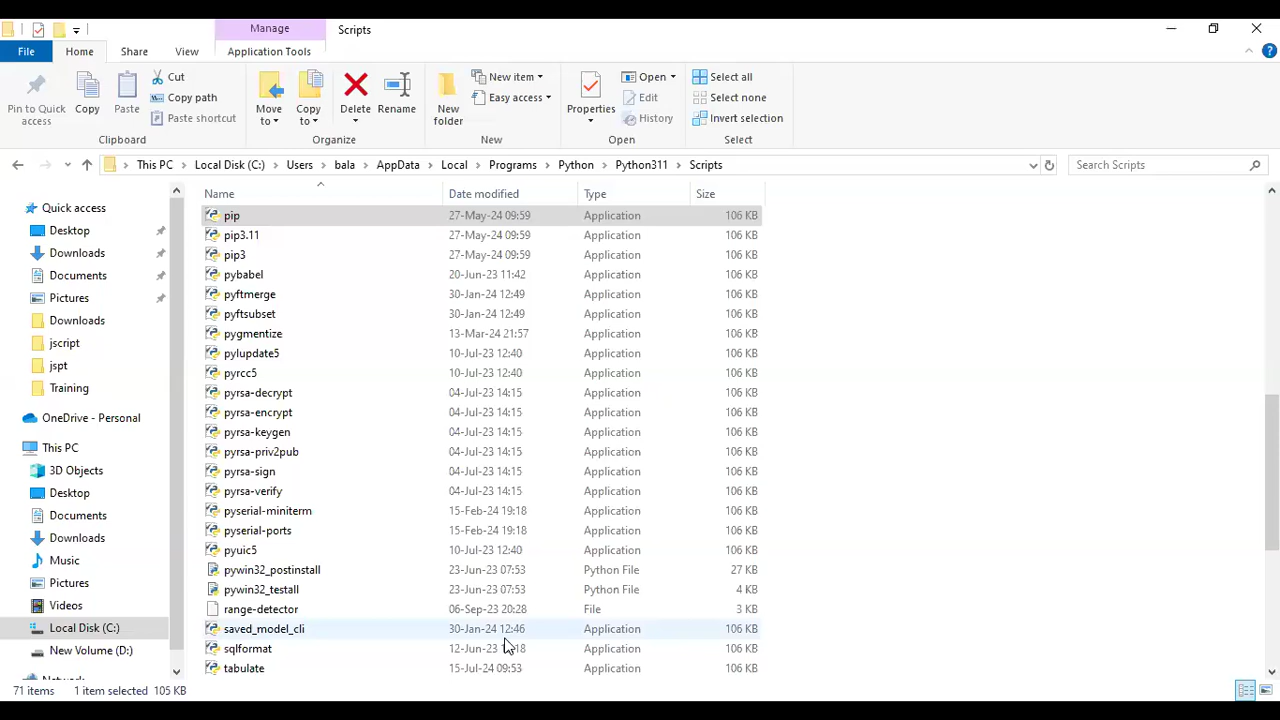 Manage
Scripts
File
Home
Share
View
Application Tools
Pin to Quick access
Copy
Paste
Cut
Copy path
Paste shortcut
Clipboard
Move to
Copy to
Delete
Rename
Organize
New folder
New item
Easy access
New
Properties
Open
Edit
History
Open
Select all
Select none
Invert selection
Select
This PC > Local Disk (C:) > Users > bala > AppData > Local > Programs > Python > Python311 > Scripts
Search Scripts
Quick access
Desktop
Downloads
Documents
Pictures
Downloads
jscript
jspt
Training
OneDrive - Personal
This PC
3D Objects
Desktop
Documents
Downloads
Music
Pictures
Videos
Local Disk (C:)
New Volume (D:)
Name Date modified Type Size
pip 27-May-24 09:59 Application 106 KB
pip3.11 27-May-24 09:59 Application 106 KB
pip3 27-May-24 09:59 Application 106 KB
pybabel 20-Jun-23 11:42 Application 106 KB
pyftmerge 30-Jan-24 12:49 Application 106 KB
pyftsubset 30-Jan-24 12:49 Application 106 KB
pygmentize 13-Mar-24 21:57 Application 106 KB
pylupdate5 10-Jul-23 12:40 Application 106 KB
pyrcc5 10-Jul-23 12:40 Application 106 KB
pyrsa-decrypt 04-Jul-23 14:15 Application 106 KB
pyrsa-encrypt 04-Jul-23 14:15 Application 106 KB
pyrsa-keygen 04-Jul-23 14:15 Application 106 KB
pyrsa-priv2pub 04-Jul-23 14:15 Application 106 KB
pyrsa-sign 04-Jul-23 14:15 Application 106 KB
pyrsa-verify 04-Jul-23 14:15 Application 106 KB
pyserial-miniterm 15-Feb-24 19:18 Application 106 KB
pyserial-ports 15-Feb-24 19:18 Application 106 KB
pyuic5 10-Jul-23 12:40 Application 106 KB
pywin32_postinstall 23-Jun-23 07:53 Python File 27 KB
pywin32_testall 23-Jun-23 07:53 Python File 4 KB
range-detector 06-Sep-23 20:28 File 3 KB
saved_model_cli 30-Jan-24 12:46 Application 106 KB
sqlformat 12-Jun-23 Application 106 KB
tabulate 15-Jul-24 09:53 Application 106 KB
71 items 1 item selected 105 KB